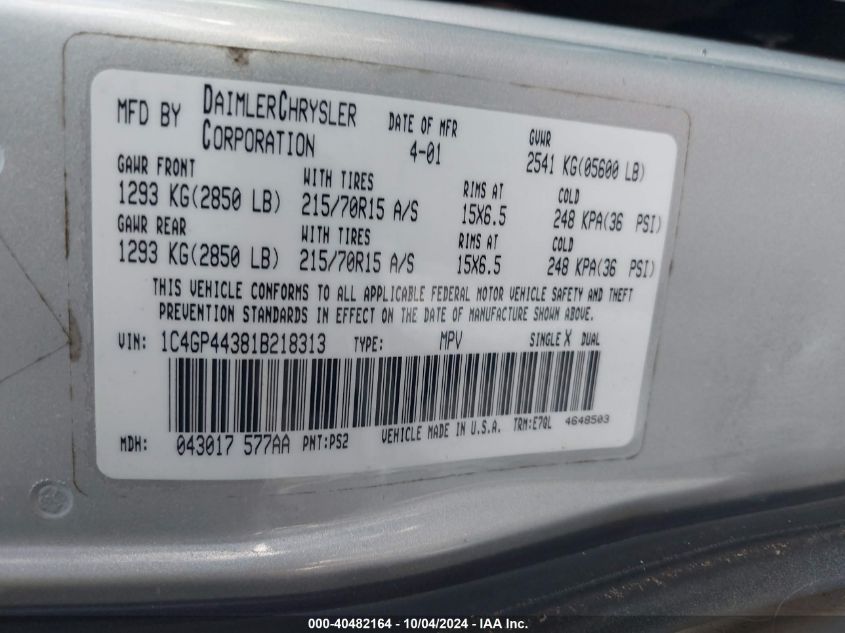 MFD BY DAIMLERCHRYSLER CORPORATION DATE OF MFR 4-01 GVWR 2541 KG(05600 LB)
GAWR FRONT WITH TIRES RIMS AT COLD
1293 KG(2850 LB) 215/70R15 A/S 15X6.5 248 KPA(36 PSI)
GAWR REAR WITH TIRES RIMS AT COLD
1293 KG(2850 LB) 215/70R15 A/S 15X6.5 248 KPA(36 PSI)
THIS VEHICLE CONFORMS TO ALL APPLICABLE FEDERAL MOTOR VEHICLE SAFETY AND THEFT
PREVENTION STANDARDS IN EFFECT ON THE DATE OF MANUFACTURE SHOWN ABOVE.
VIN: 1C4GP44381B218313 TYPE: MPV SINGLE X DUAL
MDH: 043017 577AA PNT:PS2 VEHICLE MADE IN U.S.A. TRM:E7QL 4648503
000-40482164 - 10/04/2024 - IAA Inc.